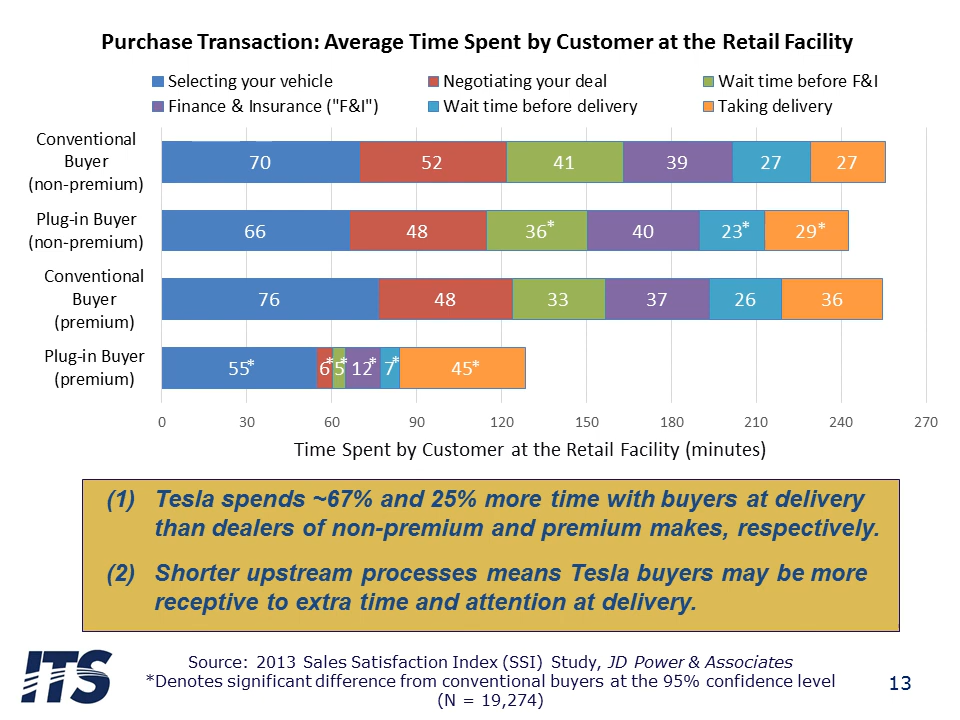 Purchase Transaction: Average Time Spent by Customer at the Retail Facility
Selecting your vehicle Negotiating your deal Wait time before F&I
Finance & Insurance ("F&I") Wait time before delivery Taking delivery
Conventional
Buyer
(non-premium)
70 52 41 39 27 27
Plug-in Buyer
(non-premium)
66 48 36* 40 23* 29*
Conventional
Buyer
(premium)
76 48 33 37 26 36
Plug-in Buyer
(premium)
55* 6* 5* 12* 7* 45*
0 30 60 90 120 150 180 210 240 270
Time Spent by Customer at the Retail Facility (minutes)
(1) Tesla spends ~67% and 25% more time with buyers at delivery
than dealers of non-premium and premium makes, respectively.
(2) Shorter upstream processes means Tesla buyers may be more
receptive to extra time and attention at delivery.
ITS
Source: 2013 Sales Satisfaction Index (SSI) Study, JD Power & Associates
*Denotes significant difference from conventional buyers at the 95% confidence level
(N = 19,274)
13